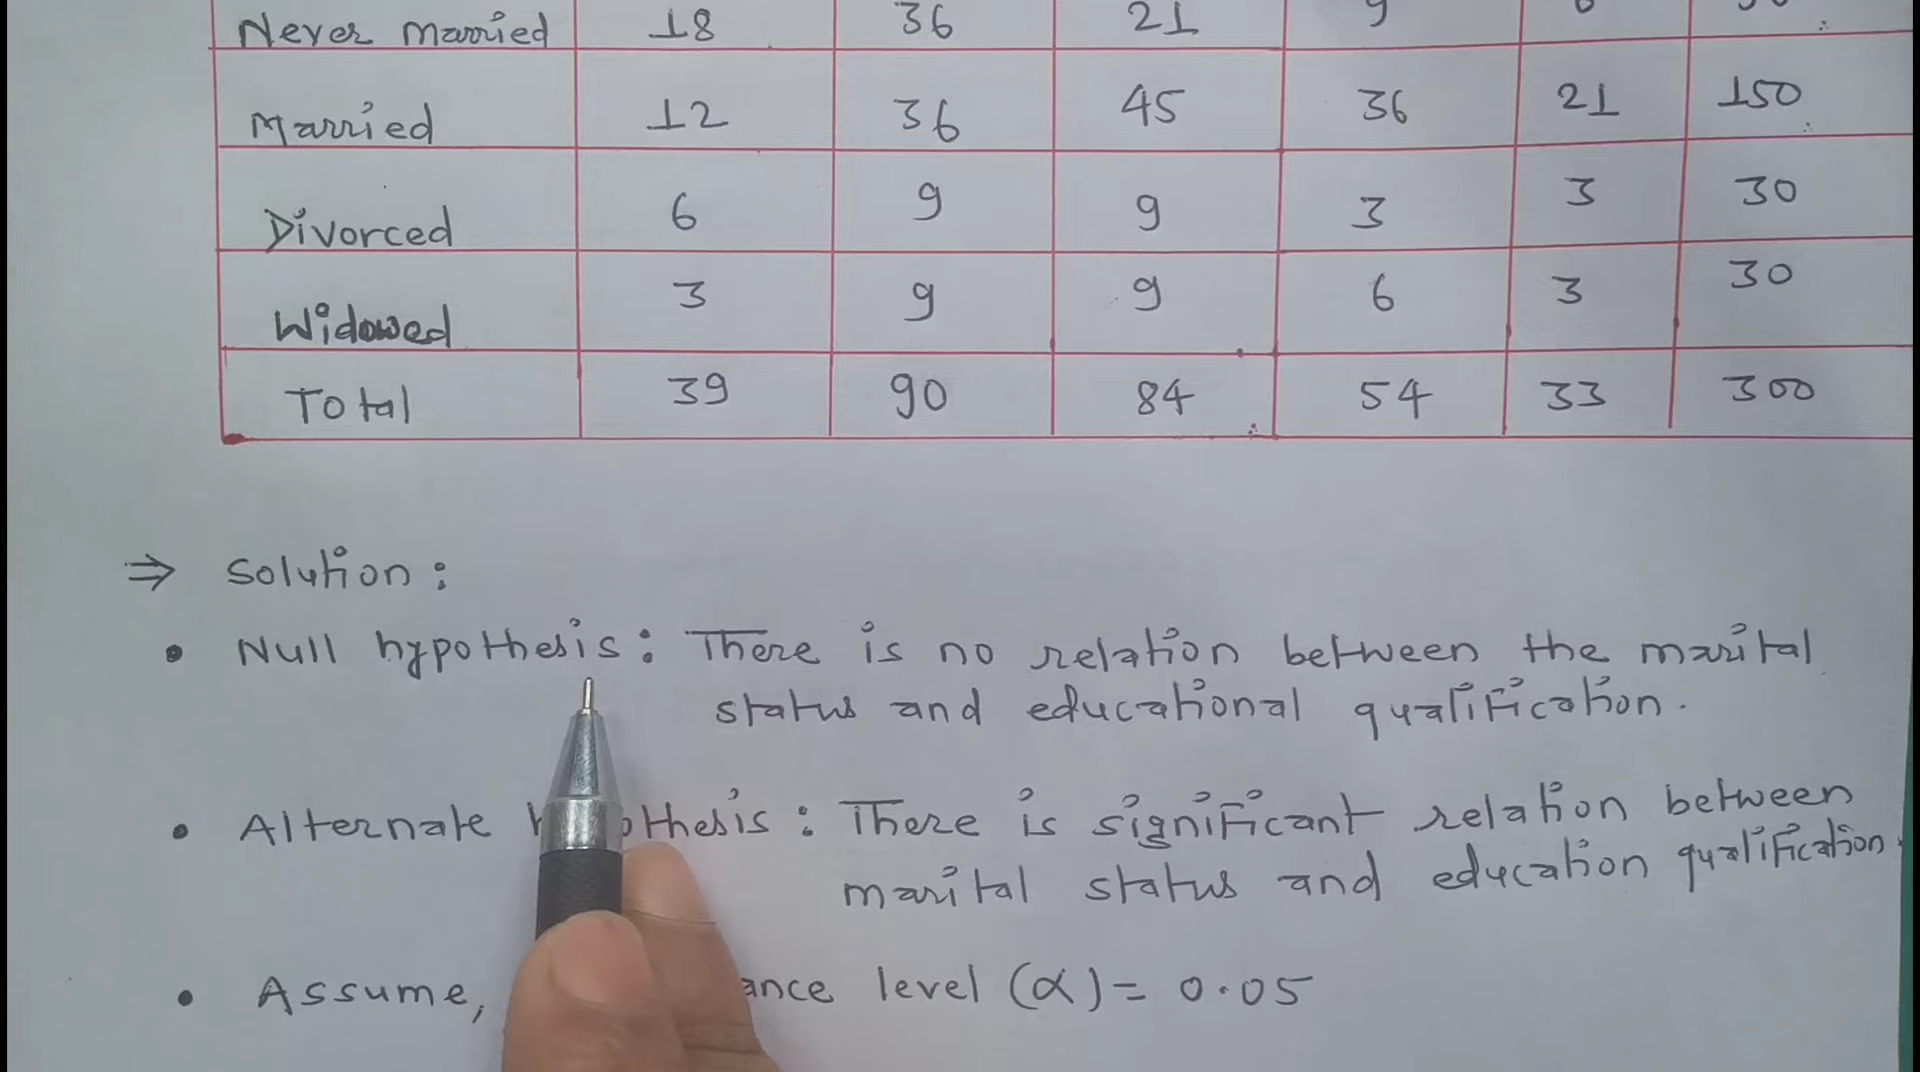 Never Married 18 36 21 9
Married 12 36 45 36 21 150
Divorced 6 9 9 3 3 30
Widowed 3 9 9 6 3 30
Total 39 90 84 54 33 300
⇒ Solution:
• Null hypothesis: There is no relation between the marital
status and educational qualification.
• Alternate othesis: There is significant relation between
marital status and education qualification.
• Assume, ance level (α) = 0.05